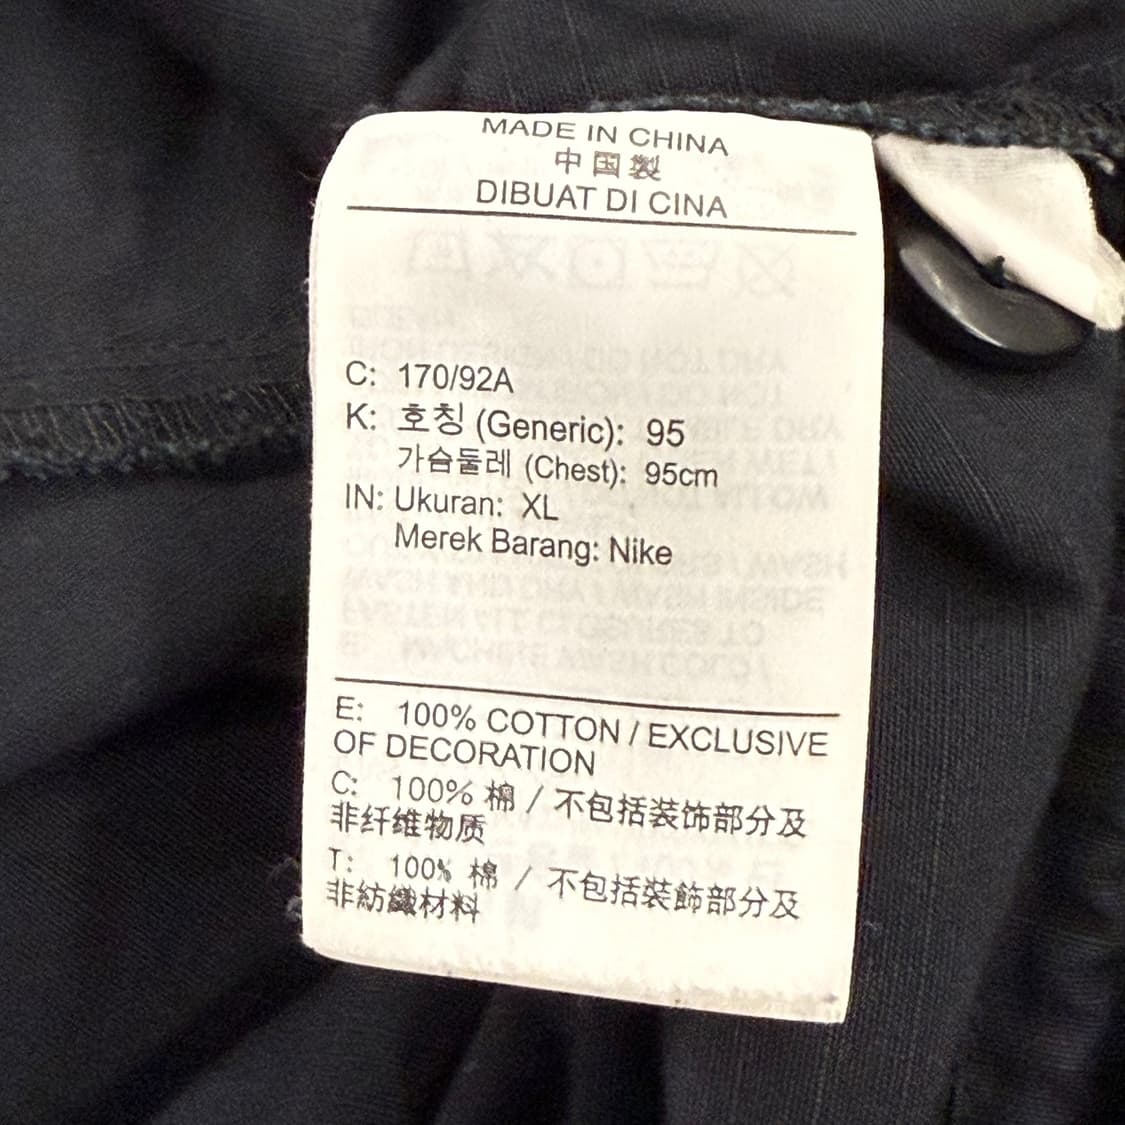 MADE IN CHINA
中国製
DIBUAT DI CINA
C: 170/92A
K: 호칭 (Generic): 95
가슴둘레 (Chest): 95cm
IN: Ukuran: XL
Merek Barang: Nike
E: 100% COTTON / EXCLUSIVE
OF DECORATION
C: 100% 棉 / 不包括装饰部分及
非纤维物质
T: 100% 棉 / 不包括裝飾部分及
非紡織材料